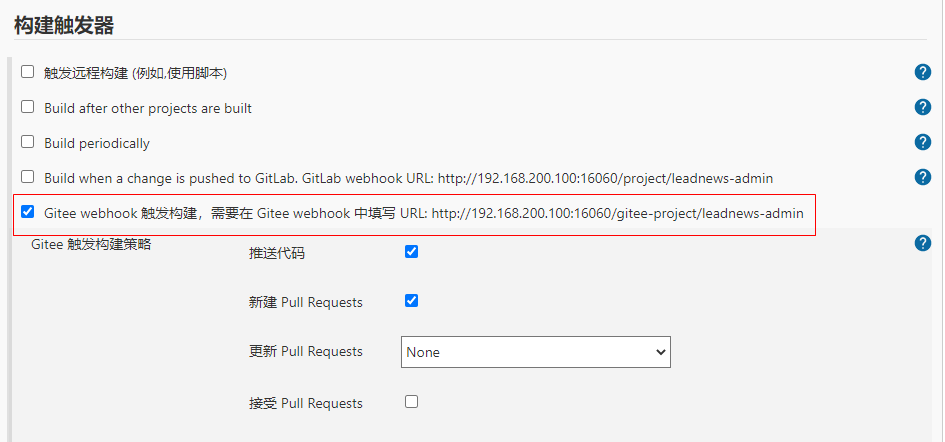 构建触发器
触发远程构建 (例如,使用脚本)
Build after other projects are built
Build periodically
Build when a change is pushed to GitLab. GitLab webhook URL: http://192.168.200.100:16060/project/leadnews-admin
Gitee webhook 触发构建，需要在 Gitee webhook 中填写 URL: http://192.168.200.100:16060/gitee-project/leadnews-admin
Gitee 触发构建策略
推送代码
新建 Pull Requests
更新 Pull Requests None
接受 Pull Requests